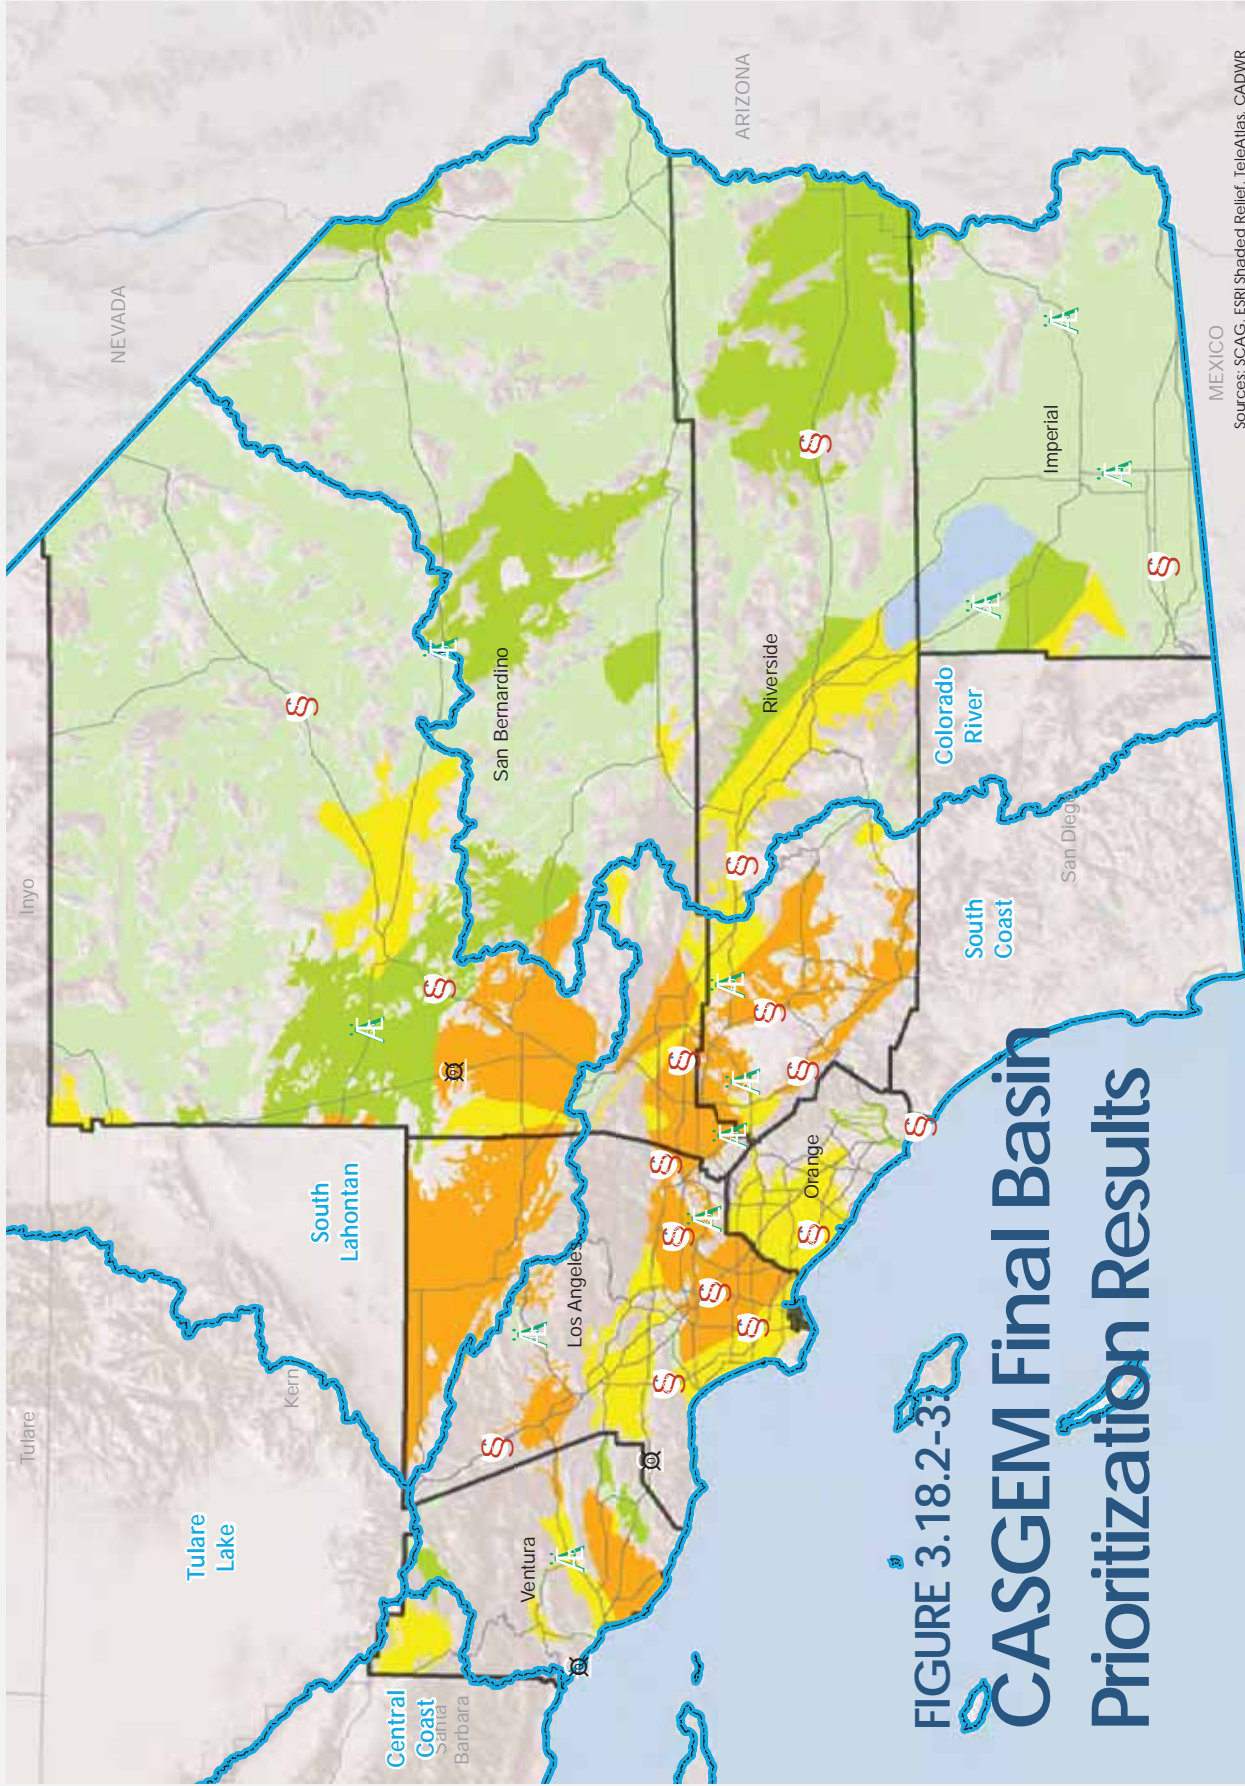 Tulare
Inyo
NEVADA
ARIZONA
Tulare
Lake
Kern
South
Lahontan
Central
Coast
Santa
Barbara
Ventura
Los Angeles
San Bernardino
Riverside
Orange
Imperial
Colorado
River
South
Coast
San Diego
MEXICO
FIGURE 3.18.2-3:
CASGEM Final Basin
Prioritization Results
Sources: SCAG, ESRI Shaded Relief, TeleAtlas, CADWR